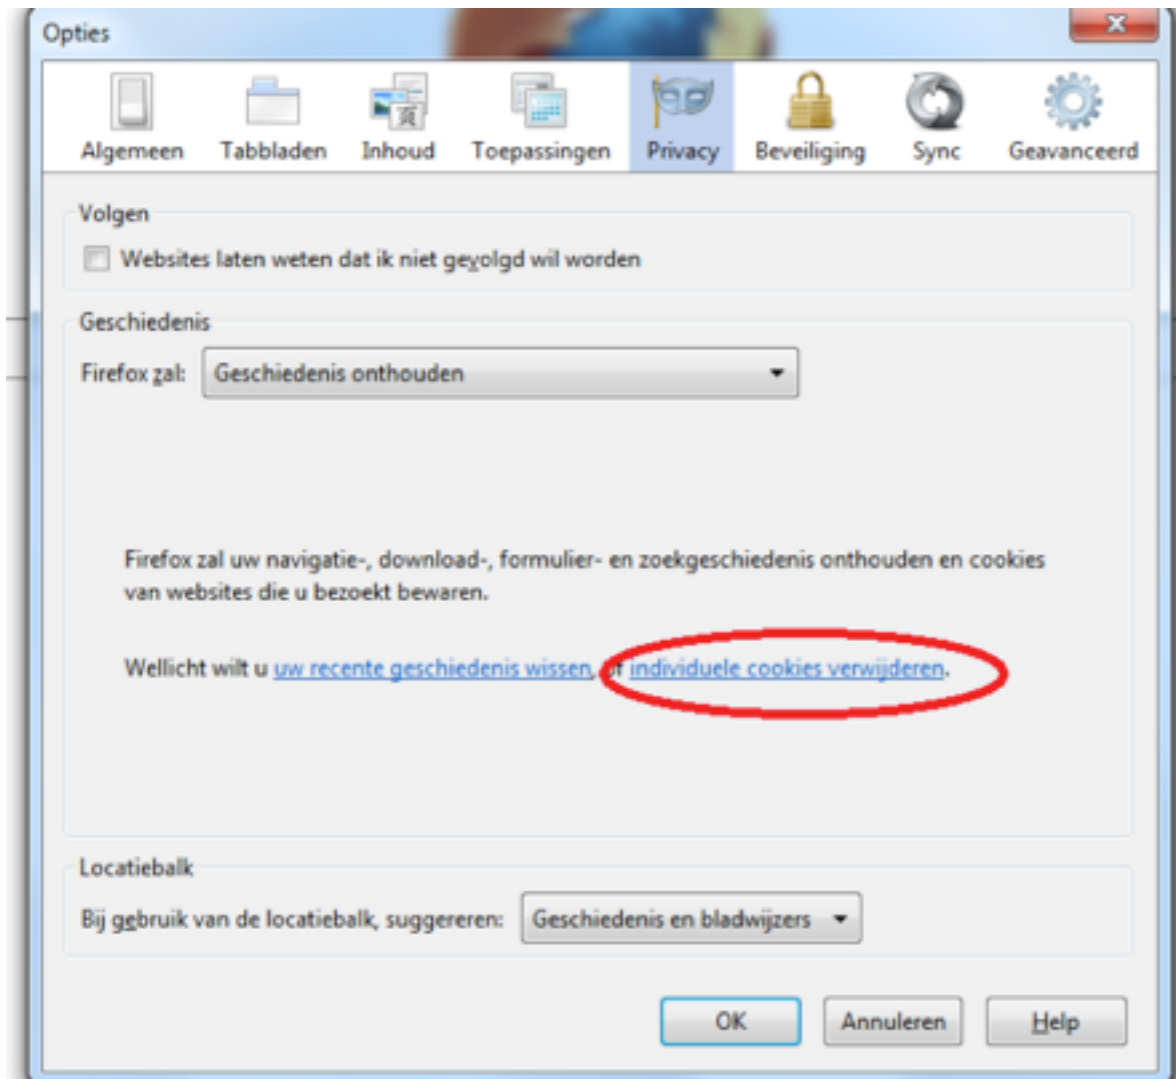 Opties
Algemeen Tabbladen Inhoud Toepassingen Privacy Beveiliging Sync Geavanceerd
Volgen
Websites laten weten dat ik niet gevolgd wil worden
Geschiedenis
Firefox zal: Geschiedenis onthouden
Firefox zal uw navigatie-, download-, formulier- en zoekgeschiedenis onthouden en cookies
van websites die u bezoekt bewaren.
Wellicht wilt u uw recente geschiedenis wissen, of individuele cookies verwijderen.
Locatiebalk
Bij gebruik van de locatiebalk, suggereren: Geschiedenis en bladwijzers
OK Annuleren Help